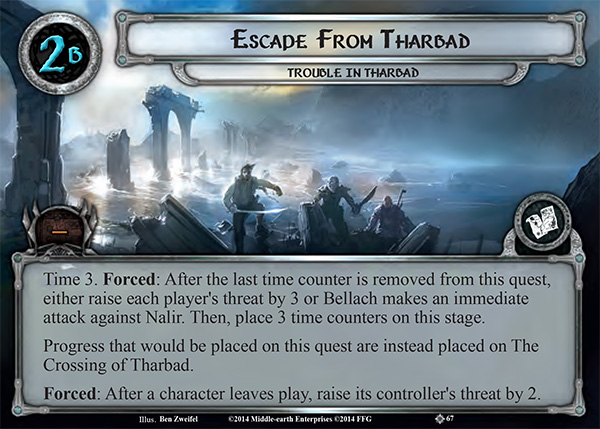 2B
ESCAPE FROM THARBAD
TROUBLE IN THARBAD
–
Time 3. Forced: After the last time counter is removed from this quest,
either raise each player's threat by 3 or Bellach makes an immediate
attack against Nalir. Then, place 3 time counters on this stage.
Progress that would be placed on this quest are instead placed on The
Crossing of Tharbad.
Forced: After a character leaves play, raise its controller's threat by 2.
Illus. Ben Zweifel ©2014 Middle-earth Enterprises ©2014 FFG 67